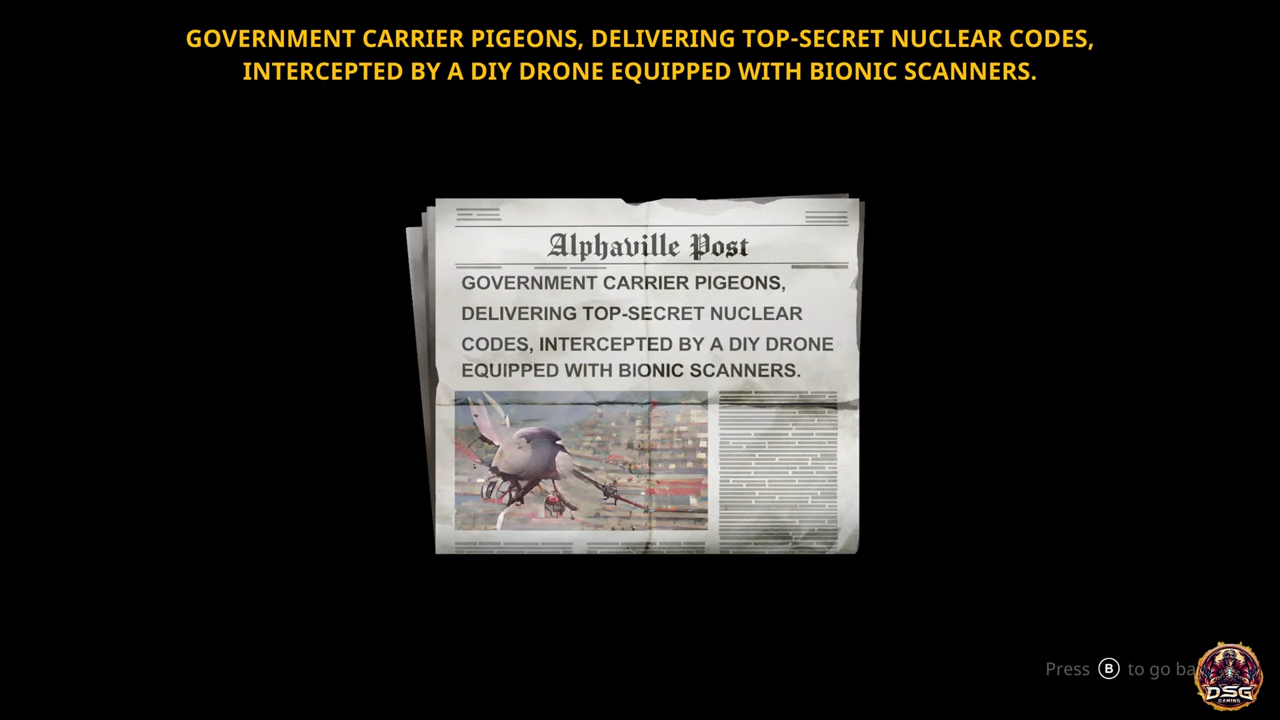 GOVERNMENT CARRIER PIGEONS, DELIVERING TOP-SECRET NUCLEAR CODES,
INTERCEPTED BY A DIY DRONE EQUIPPED WITH BIONIC SCANNERS.
Alphaville Post
GOVERNMENT CARRIER PIGEONS,
DELIVERING TOP-SECRET NUCLEAR
CODES, INTERCEPTED BY A DIY DRONE
EQUIPPED WITH BIONIC SCANNERS.
Press B to go ba
DSG
GAMING